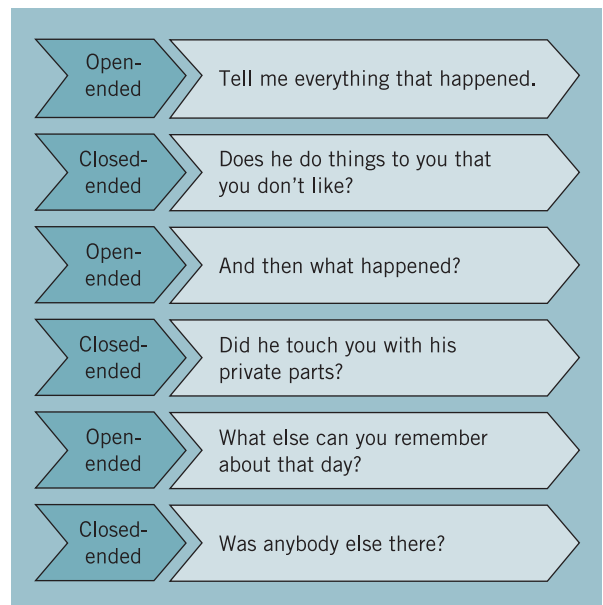 Open-
ended
Tell me everything that happened.
Closed-
ended
Does he do things to you that
you don't like?
Open-
ended
And then what happened?
Closed-
ended
Did he touch you with his
private parts?
Open-
ended
What else can you remember
about that day?
Closed-
ended
Was anybody else there?